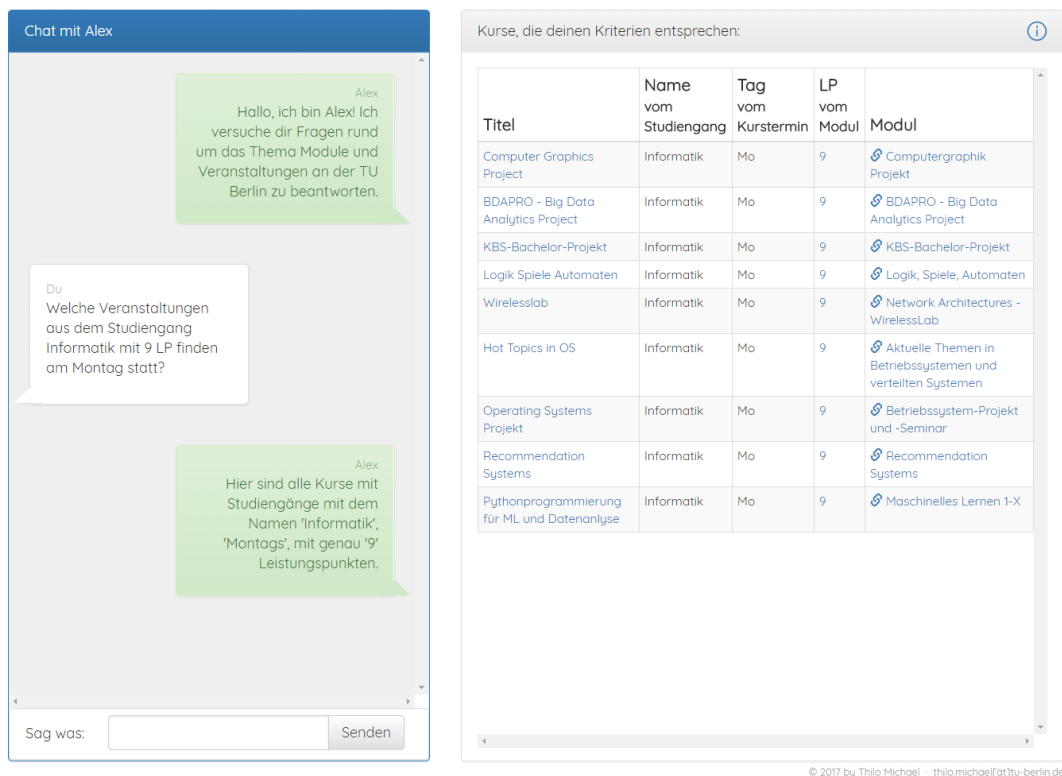 Chat mit Alex
Alex
Hallo, ich bin Alex! Ich
versuche dir Fragen rund
um das Thema Module und
Veranstaltungen an der TU
Berlin zu beantworten.
Du
Welche Veranstaltungen
aus dem Studiengang
Informatik mit 9 LP finden
am Montag statt?
Alex
Hier sind alle Kurse mit
Studiengänge mit dem
Namen 'Informatik',
'Montags', mit genau '9'
Leistungspunkten.
Sag was:
Senden
Kurse, die deinen Kriterien entsprechen:
Titel
Name
vom
Studiengang
Tag
vom
Kurstermin
LP
vom
Modul
Modul
Computer Graphics
Project
Informatik
Mo
9
Computergraphik
Projekt
BDAPRO - Big Data
Analytics Project
Informatik
Mo
9
BDAPRO - Big Data
Analytics Project
KBS-Bachelor-Projekt
Informatik
Mo
9
KBS-Bachelor-Projekt
Logik Spiele Automaten
Informatik
Mo
9
Logik, Spiele, Automaten
Wirelesslab
Informatik
Mo
9
Network Architectures -
WirelessLab
Hot Topics in OS
Informatik
Mo
9
Aktuelle Themen in
Betriebssystemen und
verteilten Systemen
Operating Systems
Projekt
Informatik
Mo
9
Betriebssystem-Projekt
und -Seminar
Recommendation
Systems
Informatik
Mo
9
Recommendation
Systems
Pythonprogrammierung
für ML und Datenanlyse
Informatik
Mo
9
Maschinelles Lernen 1-X
© 2017 by Thilo Michael · thilo.michael[ät]tu-berlin.de